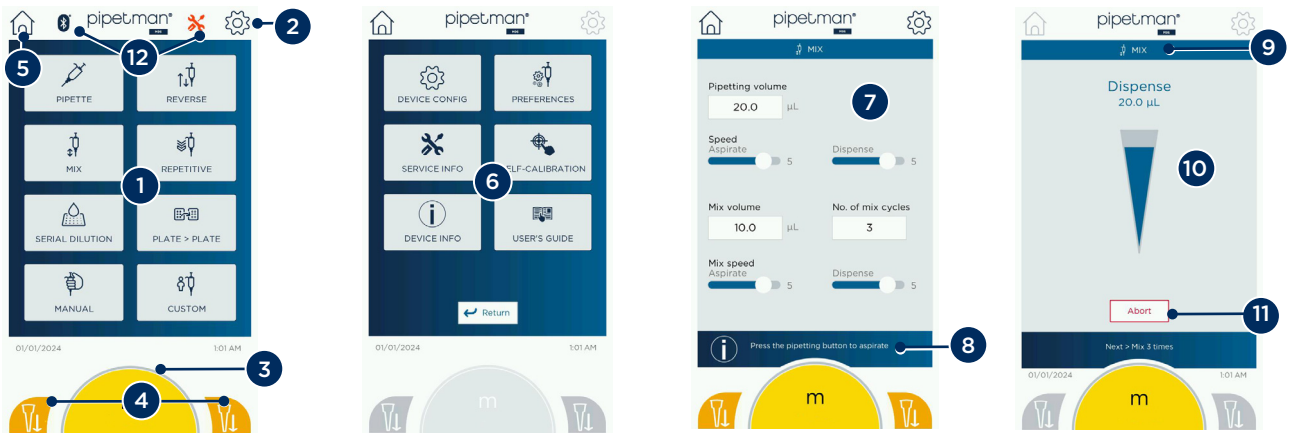 pipetman®
2
12
5
PIPETTE
REVERSE
MIX
REPETITIVE
1
SERIAL DILUTION
PLATE > PLATE
MANUAL
CUSTOM
01/01/2024
1:01 AM
3
4
pipetman®
DEVICE CONFIG
PREFERENCES
SERVICE INFO
ELF-CALIBRATION
6
DEVICE INFO
USER'S GUIDE
Return
01/01/2024
1:01 AM
m
pipetman®
MIX
Pipetting volume
20.0 µL
7
Speed
Aspirate 5
Dispense 5
Mix volume
No. of mix cycles
10.0 µL
3
Mix speed
Aspirate 5
Dispense 5
Press the pipetting button to aspirate
8
m
pipetman®
MIX
9
Dispense
20.0 µL
10
Abort
11
Next > Mix 3 times
01/01/2024
1:01 AM
m